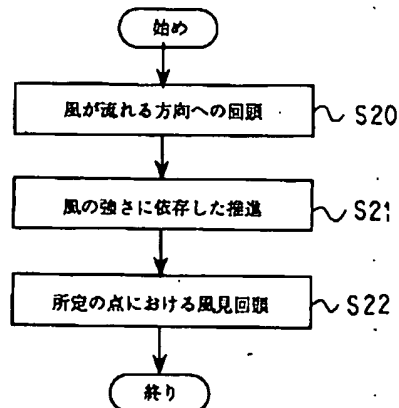 始め
風が流れる方向への回頭
S20
風の強さに依存した推進
S21
所定の点における風見回頭
S22
終り